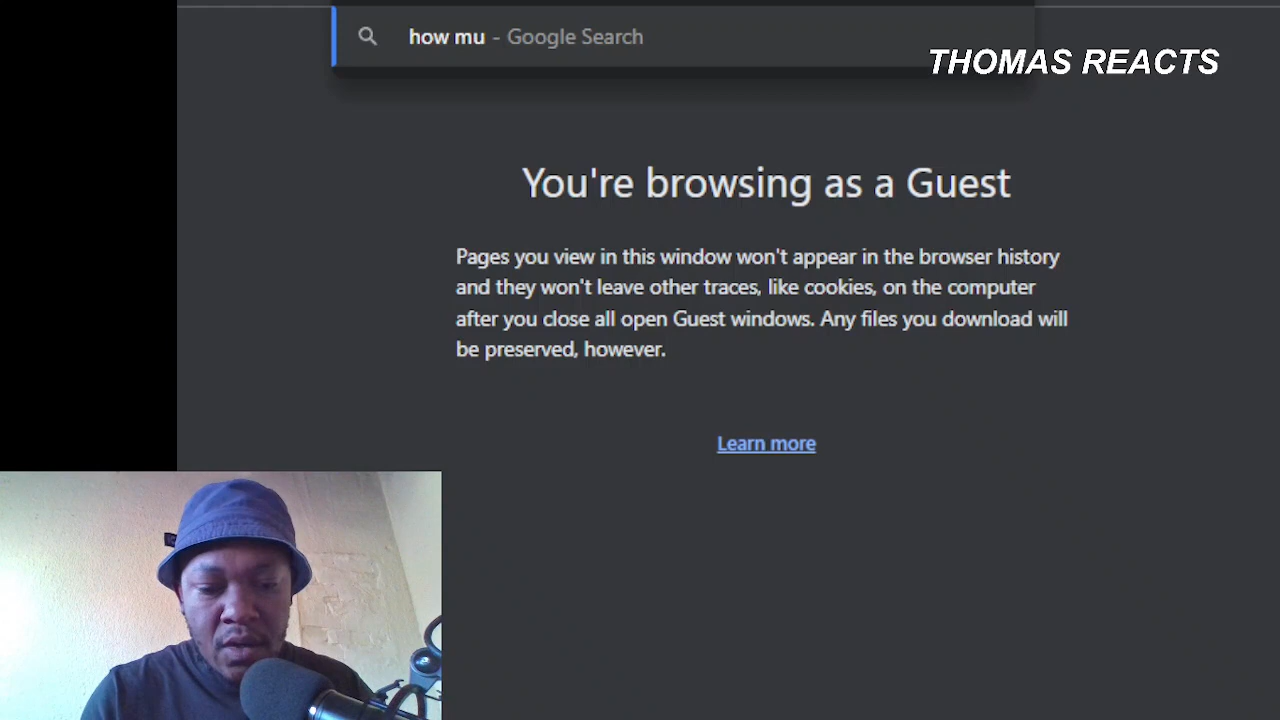 how mu - Google Search
THOMAS REACTS
You're browsing as a Guest
Pages you view in this window won't appear in the browser history
and they won't leave other traces, like cookies, on the computer
after you close all open Guest windows. Any files you download will
be preserved, however.
Learn more